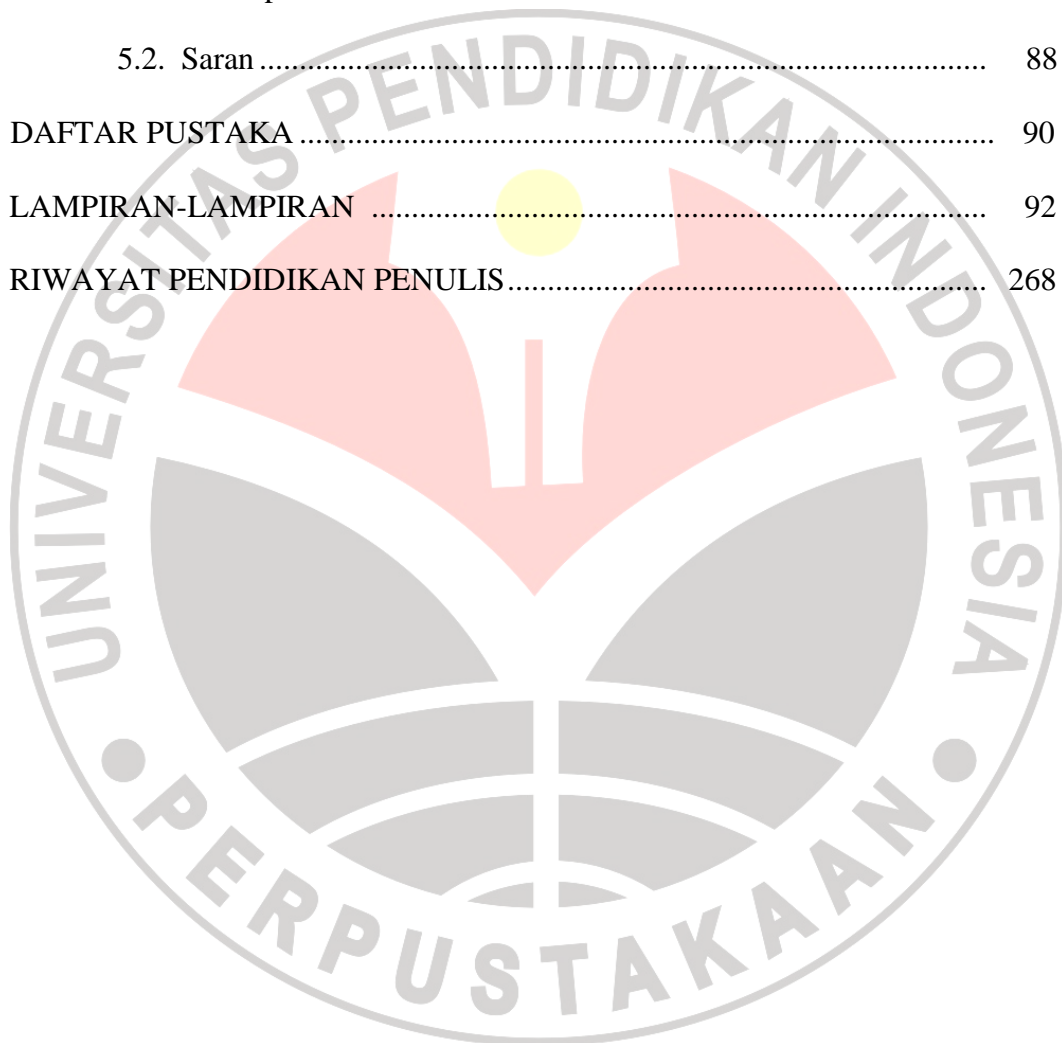 5.2. Saran ........................................................................................ 88
DAFTAR PUSTAKA .................................................................................... 90
LAMPIRAN-LAMPIRAN .......................................................................... 92
RIWAYAT PENDIDIKAN PENULIS .......................................................... 268
UNIVERSITAS PENDIDIKAN INDONESIA
PERPUSTAKAAN